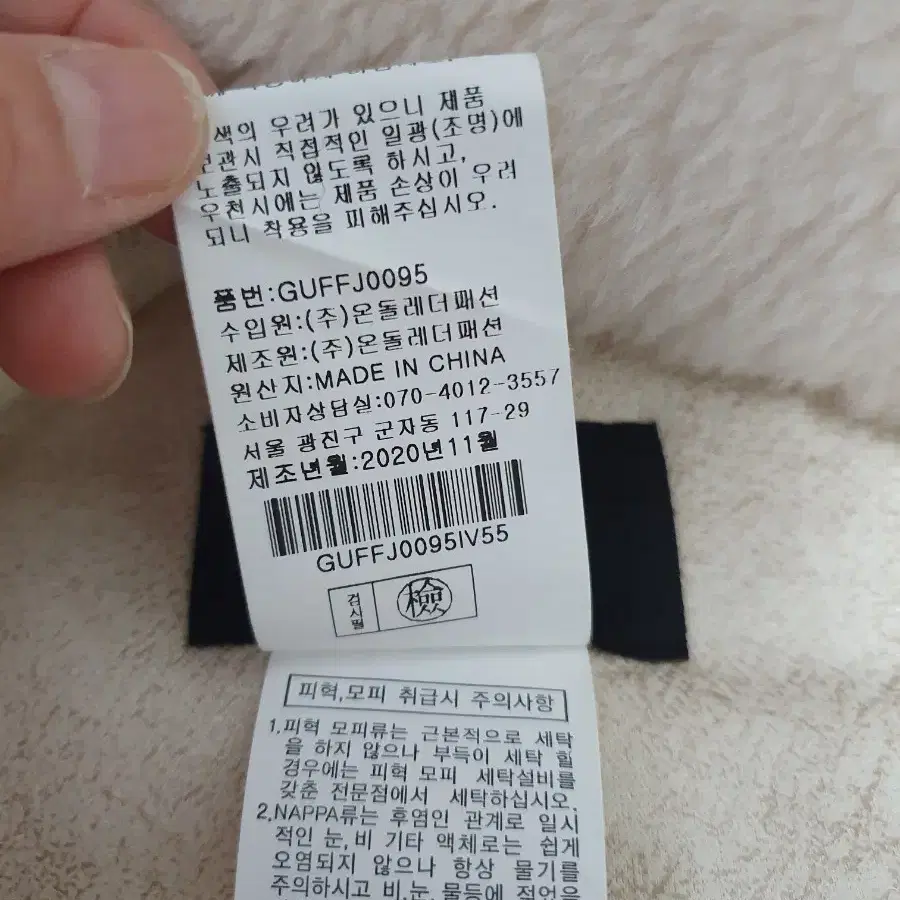 색의 우려가 있으니 제품
보관시 직접적인 일광(조명)에
노출되지 않도록 하시고,
우천시에는 제품 손상이 우려
되니 착용을 피해주십시오.
품번:GUFFJ0095
수입원:(주)온돌레더패션
제조원:(주)온돌레더패션
원산지:MADE IN CHINA
소비자상담실:070-4012-3557
서울 광진구 군자동 117-29
제조년월:2020년11월
GUFFJ0095IV55
검사필 檢
피혁,모피 취급시 주의사항
1.피혁 모피류는 근본적으로 세탁
을 하지 않으나 부득이 세탁 할
경우에는 피혁 모피 세탁설비를
갖춘 전문점에서 세탁하십시오.
2.NAPPA류는 후염인 관계로 일시
적인 눈,비 기타 액체로는 쉽게
오염되지 않으나 항상 물기를
주의하시고 비,눈,물등에 적었을